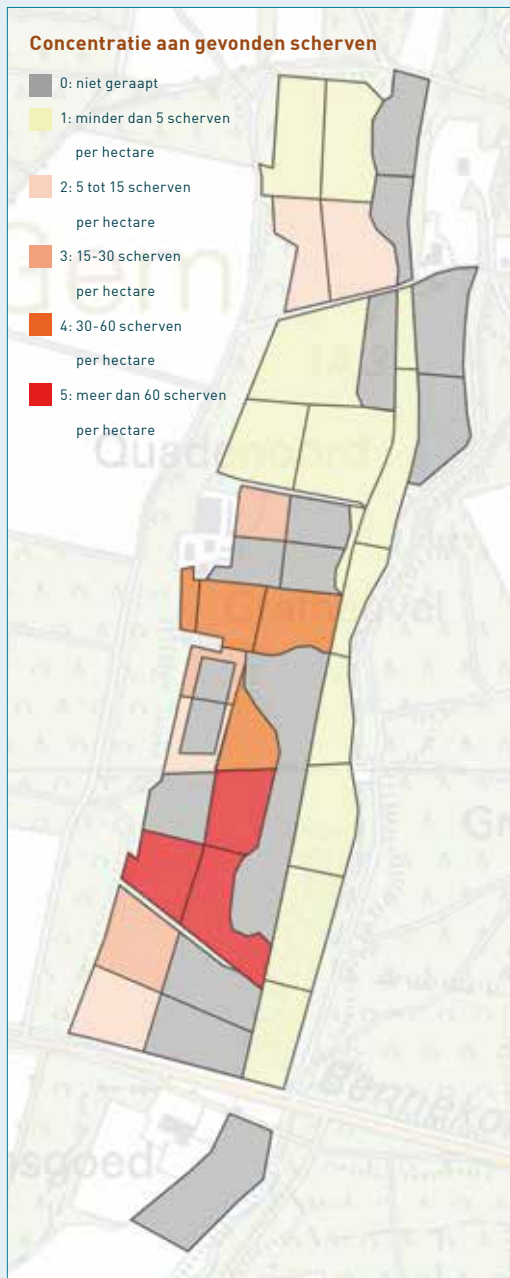 Concentratie aan gevonden scherven
0: niet geraapt
1: minder dan 5 scherven
per hectare
2: 5 tot 15 scherven
per hectare
3: 15-30 scherven
per hectare
4: 30-60 scherven
per hectare
5: meer dan 60 scherven
per hectare
Quadenoord